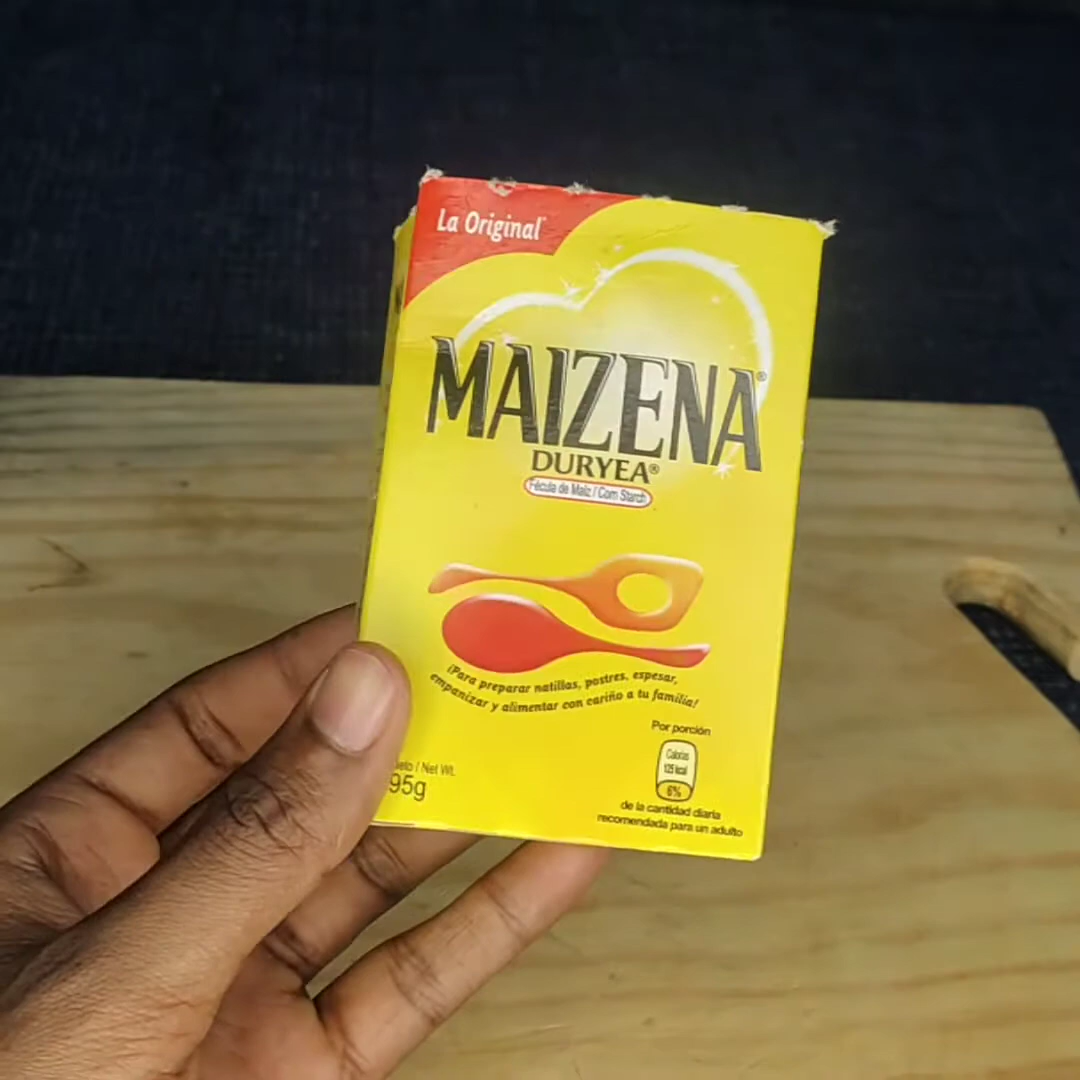 La Original
MAIZENA®
DURYEA®
Fécula de Maíz / Corn Starch
¡Para preparar natillas, postres, espesar,
empanizar y alimentar con cariño a tu familia!
Por porción
Calorías
125 kcal
6%
de la cantidad diaria
recomendada para un adulto
/ Net Wt.
95g